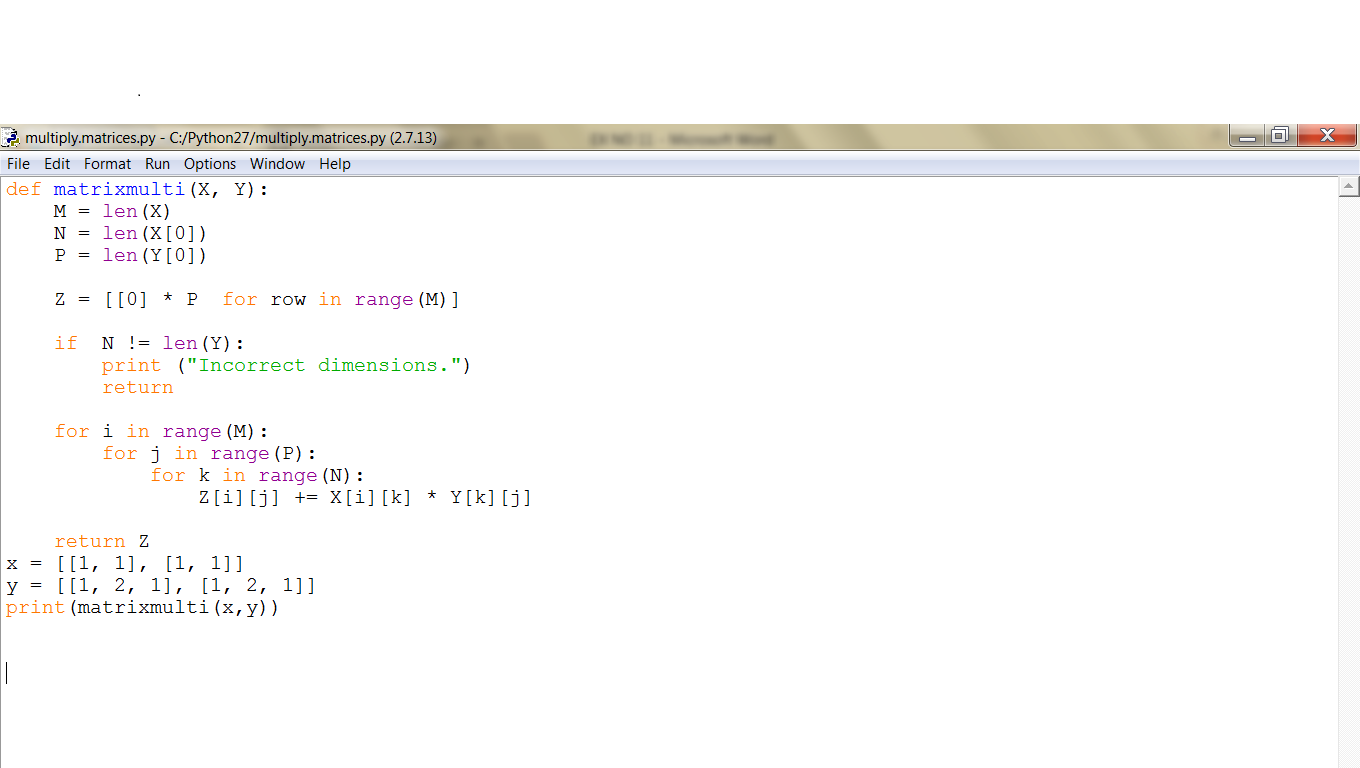 .
multiply.matrices.py - C:/Python27/multiply.matrices.py (2.7.13)
File Edit Format Run Options Window Help
def matrixmulti(X, Y):
    M = len(X)
    N = len(X[0])
    P = len(Y[0])
    Z = [[0] * P  for row in range(M)]
    if  N != len(Y):
        print ("Incorrect dimensions.")
        return
    for i in range(M):
        for j in range(P):
            for k in range(N):
                Z[i][j] += X[i][k] * Y[k][j]
    return Z
x = [[1, 1], [1, 1]]
y = [[1, 2, 1], [1, 2, 1]]
print(matrixmulti(x,y))